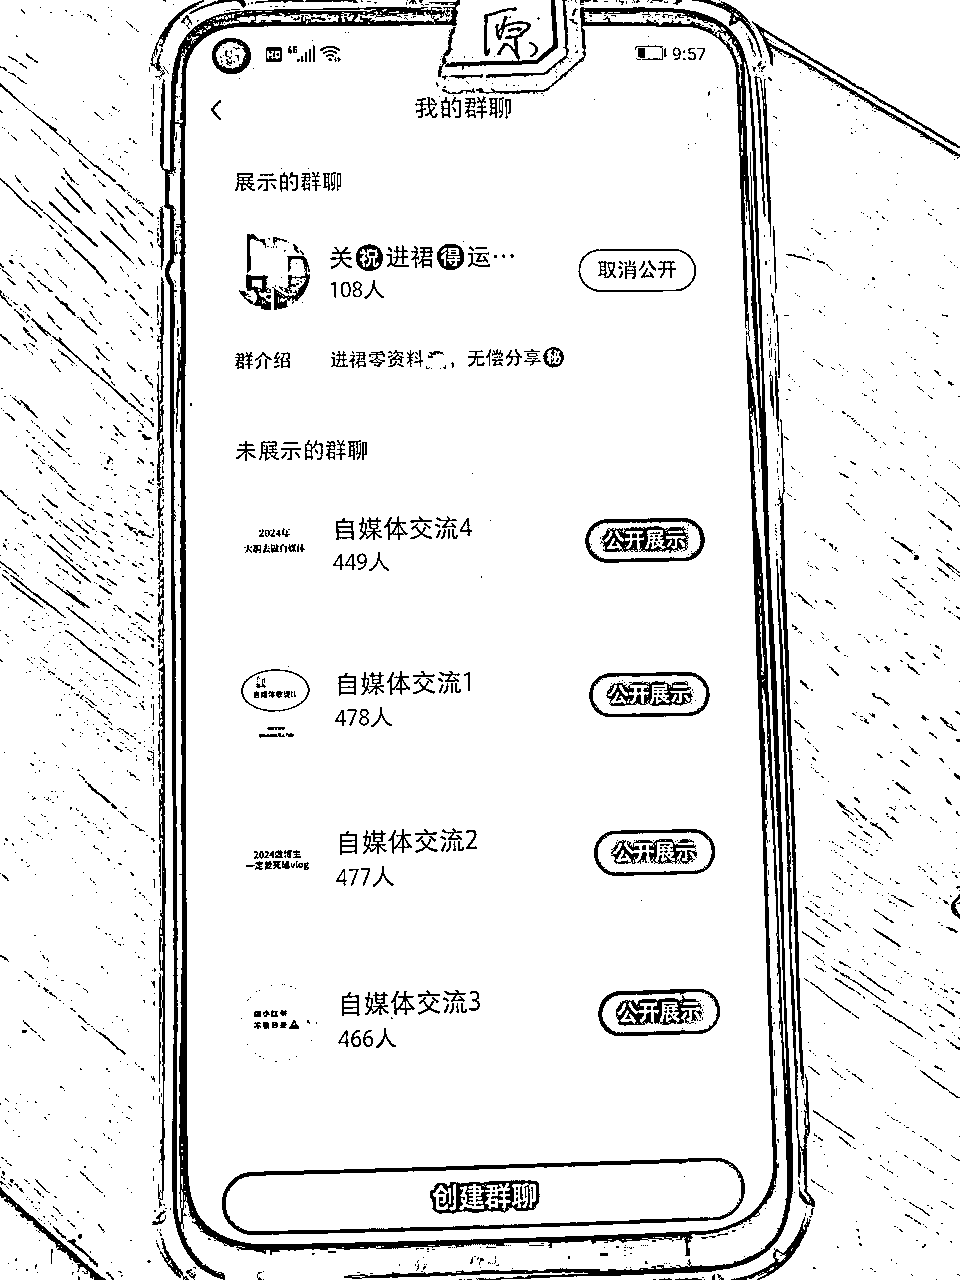 原
HD 4G 9:57
我的群聊
展示的群聊
关祝进裙得运…
108人
取消公开
群介绍 进裙零资料，无偿分享秘
未展示的群聊
2024年
自媒体交流4
449人
公开展示
自媒体交流1
478人
公开展示
自媒体交流2
477人
公开展示
自媒体交流3
466人
公开展示
创建群聊